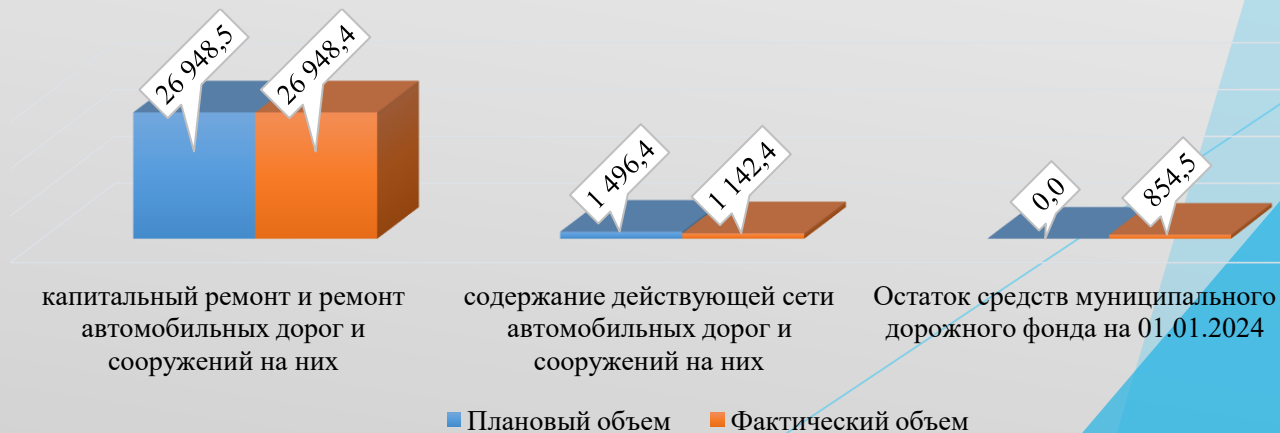 26 948,5
26 948,4
1 496,4
1 142,4
0,0
854,5
капитальный ремонт и ремонт
автомобильных дорог и
сооружений на них
содержание действующей сети
автомобильных дорог и
сооружений на них
Остаток средств муниципального
дорожного фонда на 01.01.2024
Плановый объем
Фактический объем